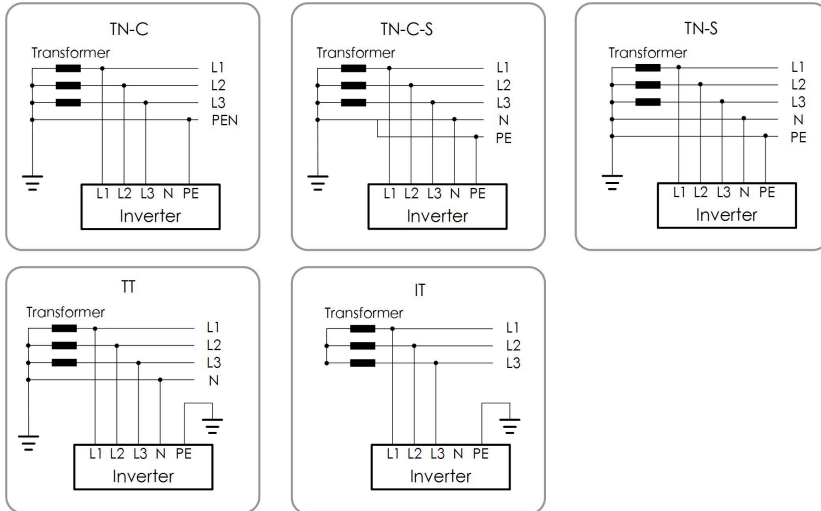 TN-C
Transformer
L1
L2
L3
PEN
L1 L2 L3 N PE
Inverter
TN-C-S
Transformer
L1
L2
L3
N
PE
L1 L2 L3 N PE
Inverter
TN-S
Transformer
L1
L2
L3
N
PE
L1 L2 L3 N PE
Inverter
TT
Transformer
L1
L2
L3
N
L1 L2 L3 N PE
Inverter
IT
Transformer
L1
L2
L3
L1 L2 L3 N PE
Inverter